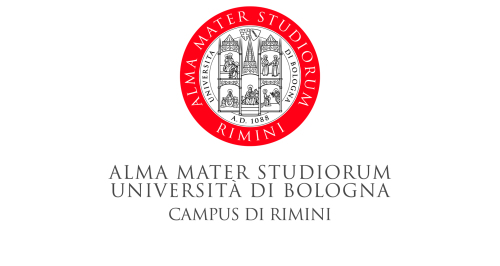 ALMA MATER STUDIORUM
UNIVERSITÀ DI BOLOGNA
A.D. 1088
RIMINI
ALMA MATER STUDIORUM
UNIVERSITÀ DI BOLOGNA
CAMPUS DI RIMINI